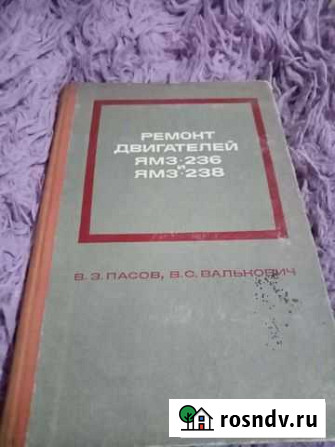 РЕМОНТ
ДВИГАТЕЛЕЙ
ЯМЗ-236
И
ЯМЗ-238
В. З. ПАСОВ, В. С. ВАЛЬКОВИЧ
rosndv.ru